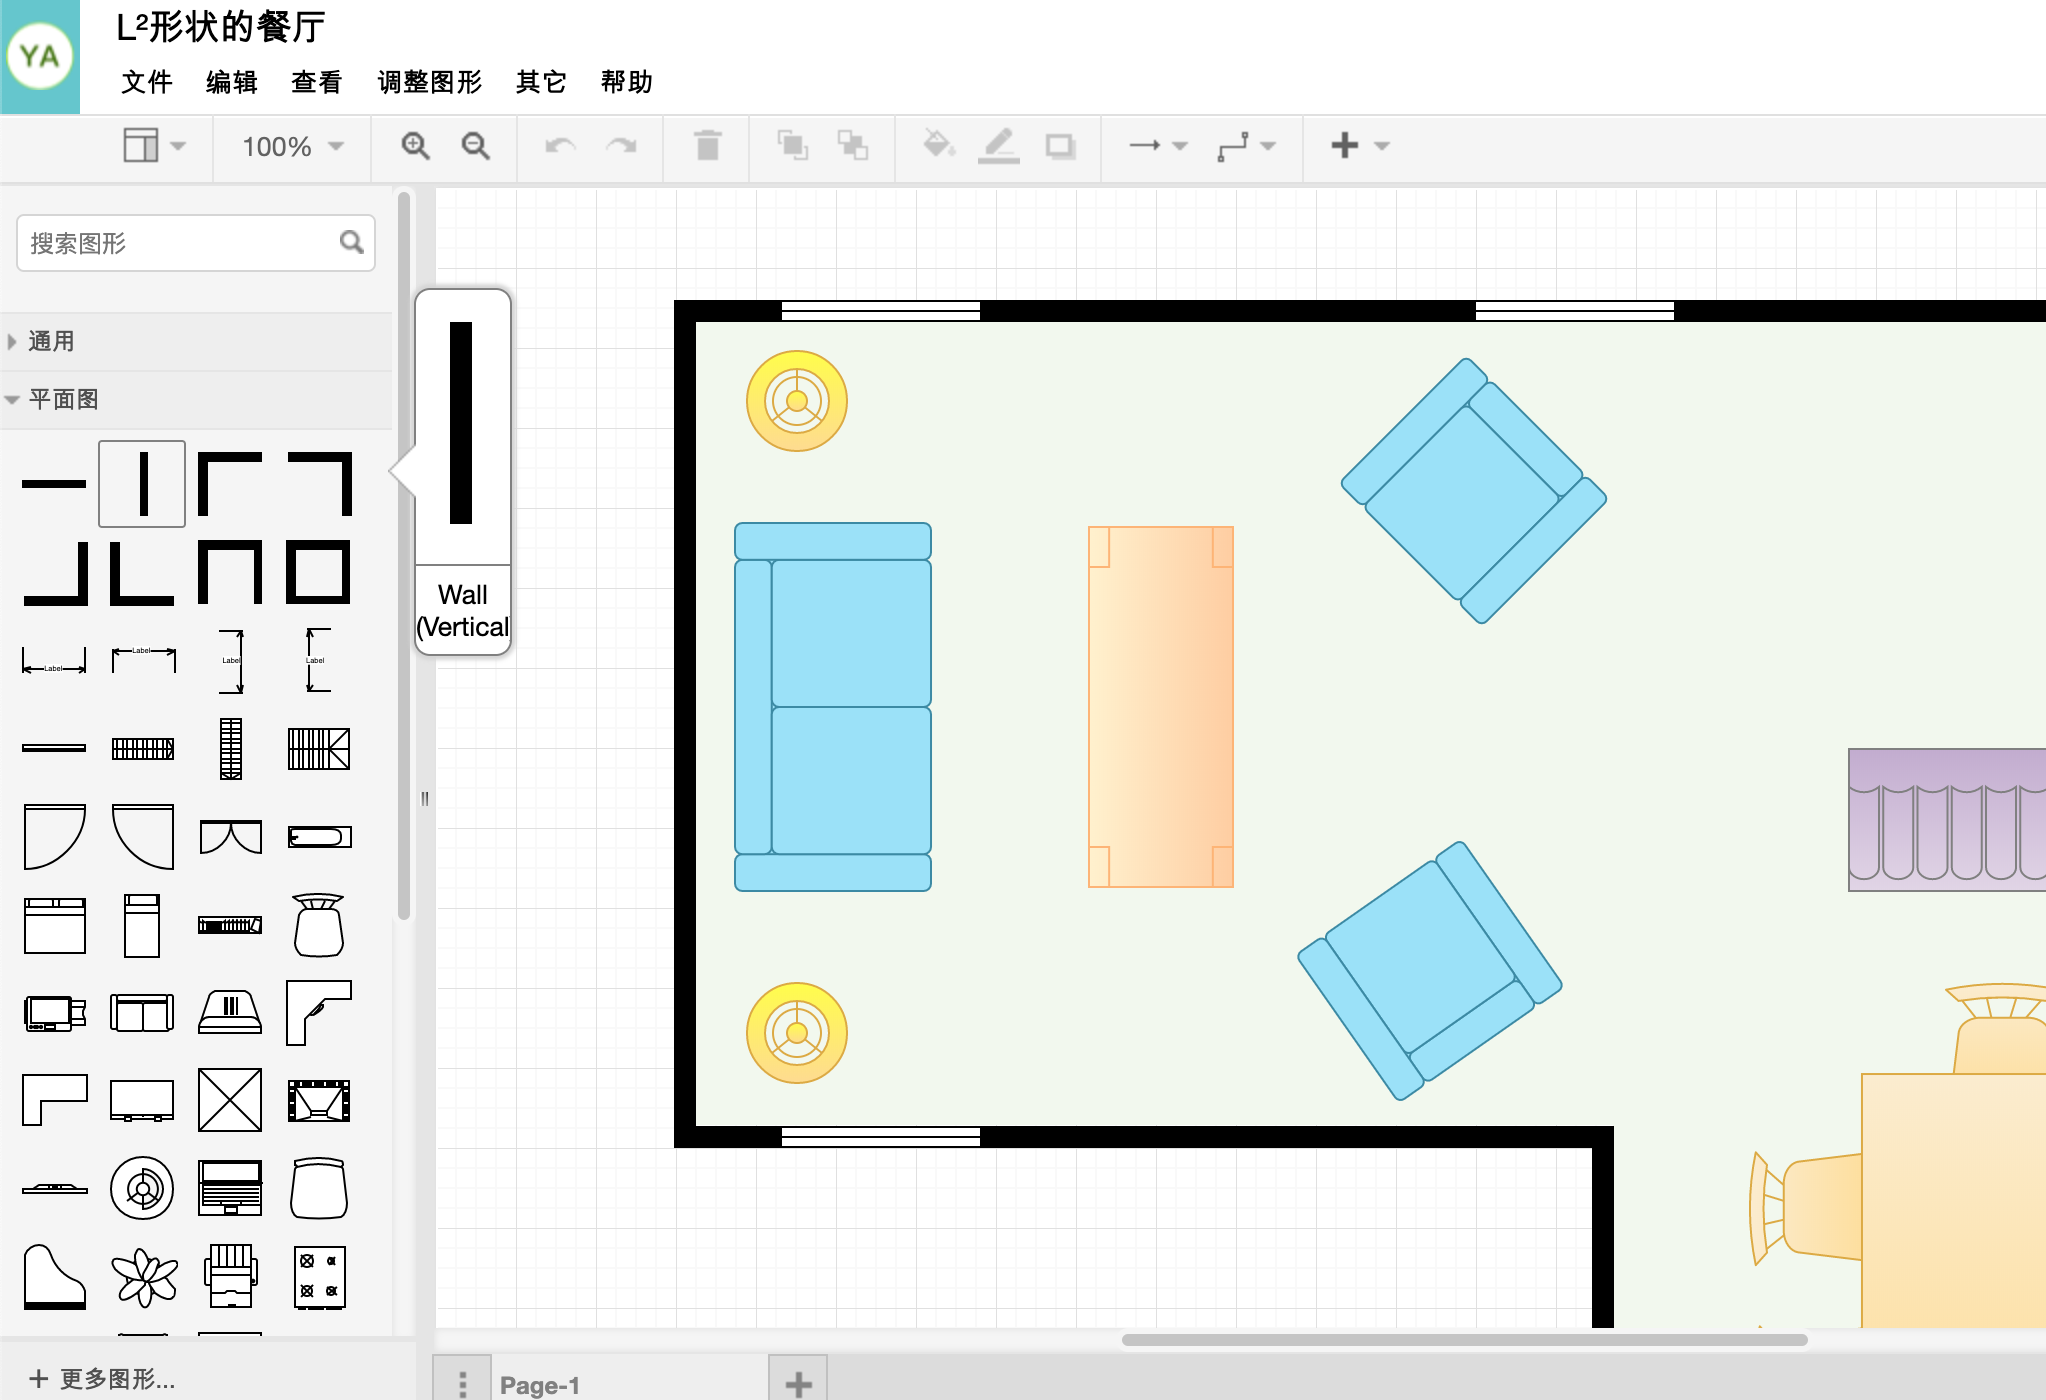 YA
L²形状的餐厅
文件 编辑 查看 调整图形 其它 帮助
100%
搜索图形
通用
平面图
Wall
(Vertical
Label Label Label Label
更多图形...
Page-1